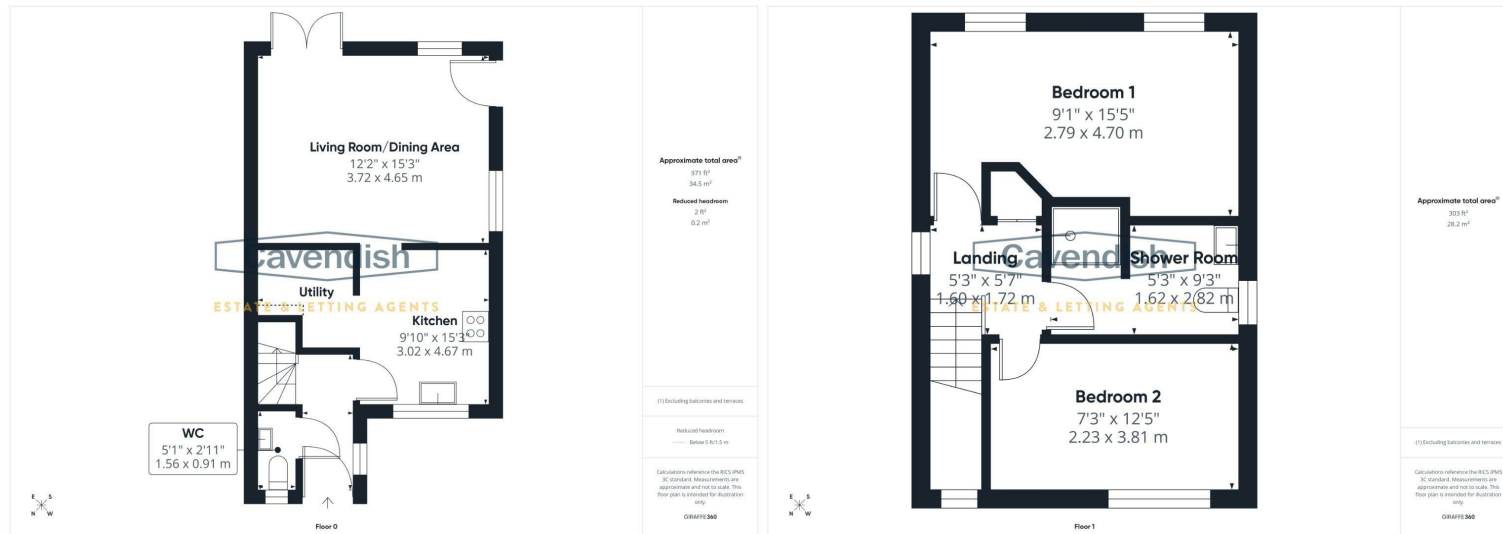 Living Room/Dining Area
12'2" x 15'3"
3.72 x 4.65 m
Cavendish
ESTATE & LETTING AGENTS
Utility
Kitchen
9'10" x 15'3"
3.02 x 4.67 m
WC
5'1" x 2'11"
1.56 x 0.91 m
E S
N W
Floor 0
Approximate total area(1)
371 ft²
34.5 m²
Reduced headroom
2 ft²
0.2 m²
(1) Excluding balconies and terraces
Reduced headroom
Below 5 ft/1.5 m
Calculations reference the RICS IPMS
3C standard. Measurements are
approximate and not to scale. This
floor plan is intended for illustration
only.
GIRAFFE360
Bedroom 1
9'1" x 15'5"
2.79 x 4.70 m
Landing
5'3" x 5'7"
1.60 x 1.72 m
Cavendish
ESTATE & LETTING AGENTS
Shower Room
5'3" x 9'3"
1.62 x 2.82 m
Bedroom 2
7'3" x 12'5"
2.23 x 3.81 m
E S
N W
Floor 1
Approximate total area(1)
303 ft²
28.2 m²
(1) Excluding balconies and terraces
Calculations reference the RICS IPMS
3C standard. Measurements are
approximate and not to scale. This
floor plan is intended for illustration
only.
GIRAFFE360